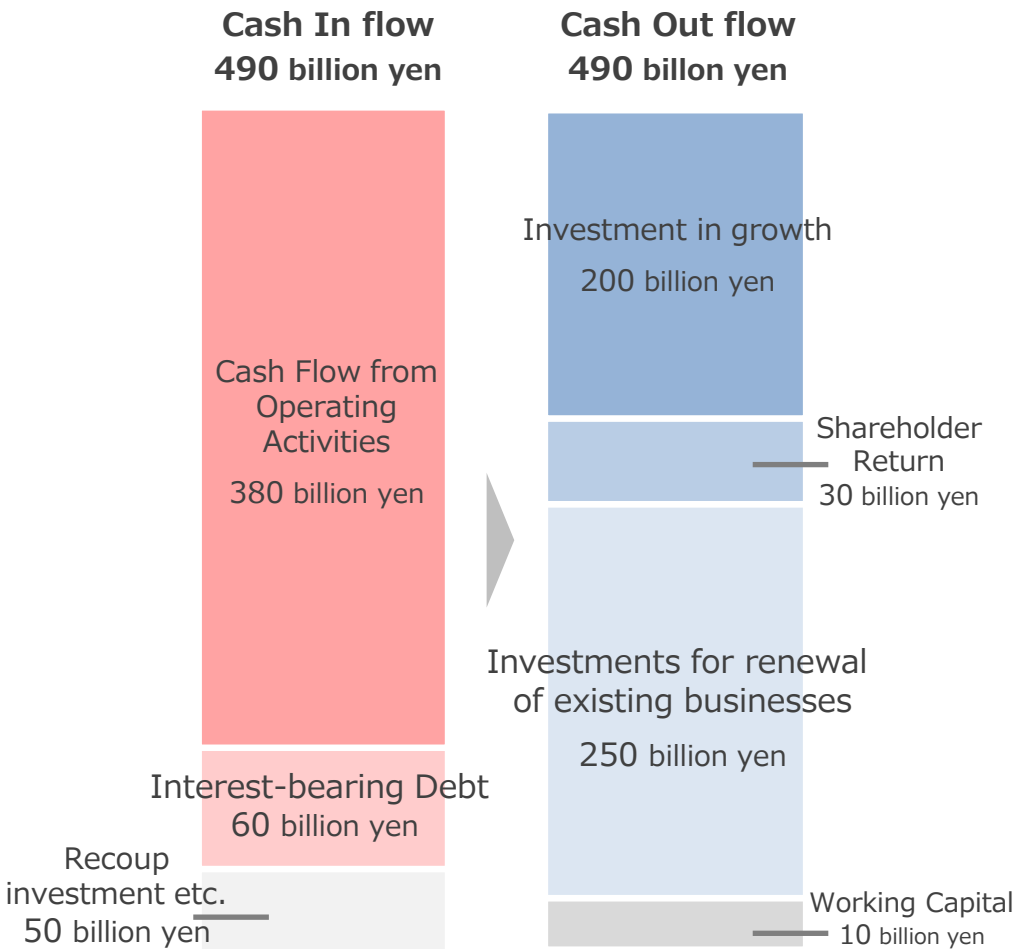 Cash In flow
490 billion yen
Cash Flow from
Operating
Activities
380 billion yen
Interest-bearing Debt
60 billion yen
Recoup
investment etc.
50 billion yen
Cash Out flow
490 billon yen
Investment in growth
200 billion yen
Shareholder
Return
30 billion yen
Investments for renewal
of existing businesses
250 billion yen
Working Capital
10 billion yen